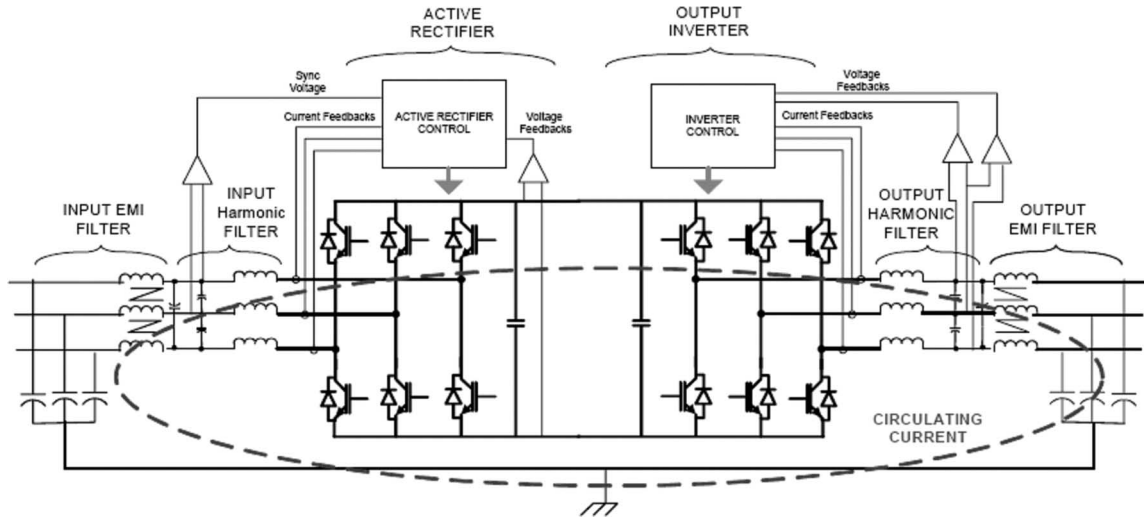 ACTIVE
RECTIFIER
OUTPUT
INVERTER
Sync
Voltage
Voltage
Feedbacks
Current Feedbacks
ACTIVE RECTIFIER
CONTROL
Voltage
Feedbacks
Current Feedbacks
INVERTER
CONTROL
INPUT EMI
FILTER
INPUT
Harmonic
FILTER
OUTPUT
HARMONIC
FILTER
OUTPUT
EMI FILTER
CIRCULATING
CURRENT